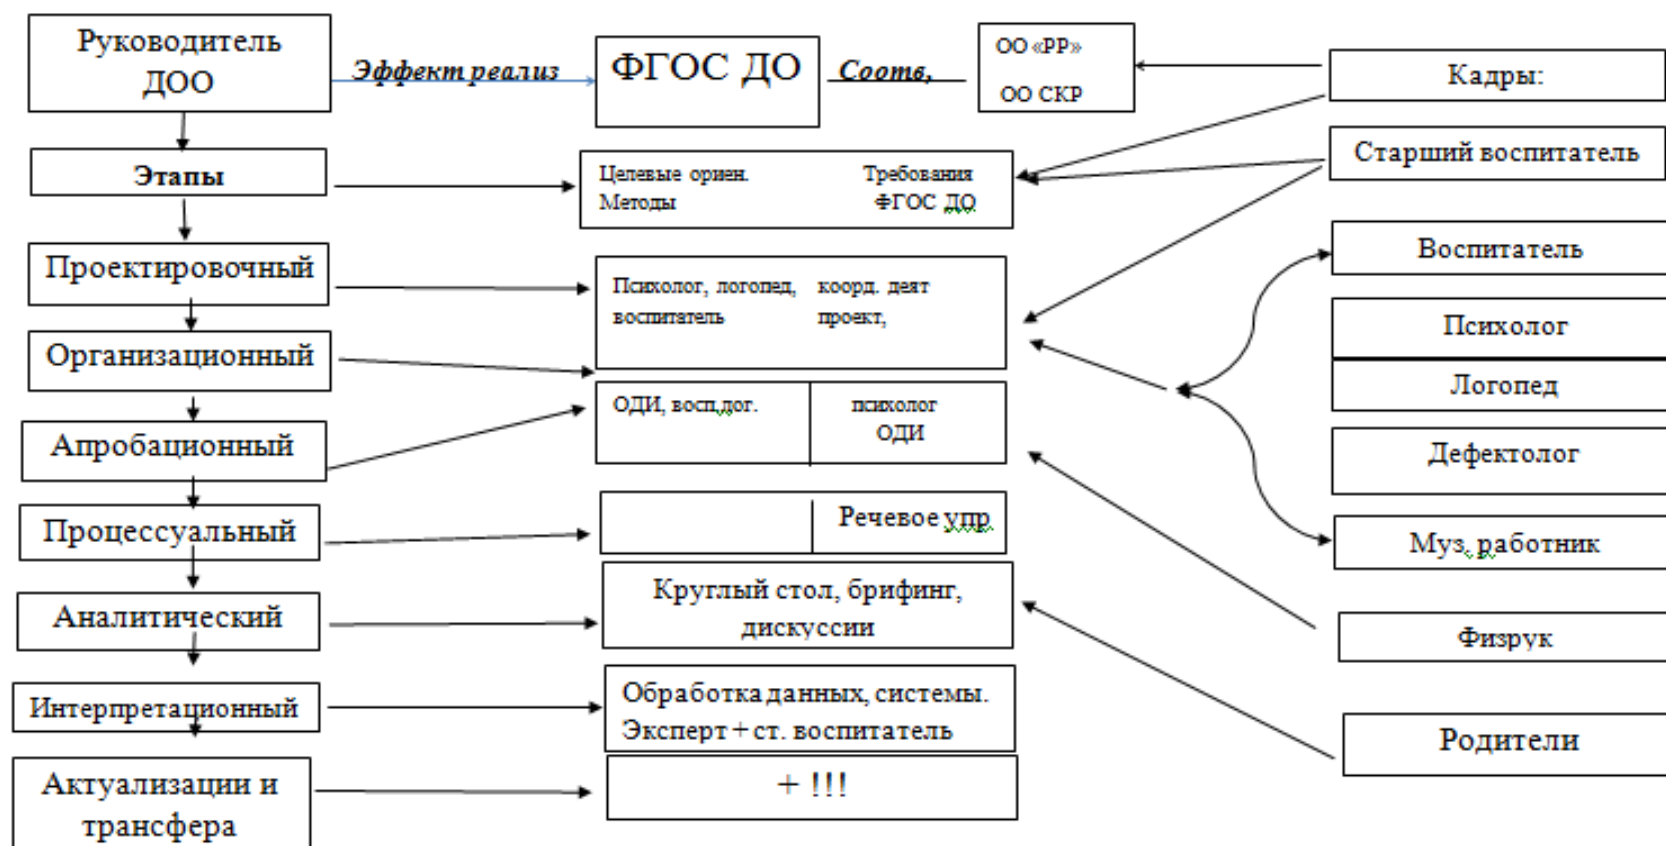 Руководитель
ДОО
Эффект реализ
ФГОС ДО
Соотв,
ОО «РР»
ОО СКР
Кадры:
Этапы
Целевые ориен. Требования
Методы ФГОС ДО
Старший воспитатель
Проектировочный
Психолог, логопед, коорд. деят
воспитатель проект,
Воспитатель
Психолог
Организационный
Логопед
Апробационный
ОДИ, восп,лог.
психолог
ОДИ
Дефектолог
Процессуальный
Речевое упр
Муз, работник
Аналитический
Круглый стол, брифинг,
дискуссии
Физрук
Интерпретационный
Обработка данных, системы.
Эксперт + ст. воспитатель
Родители
Актуализации и
трансфера
+ !!!